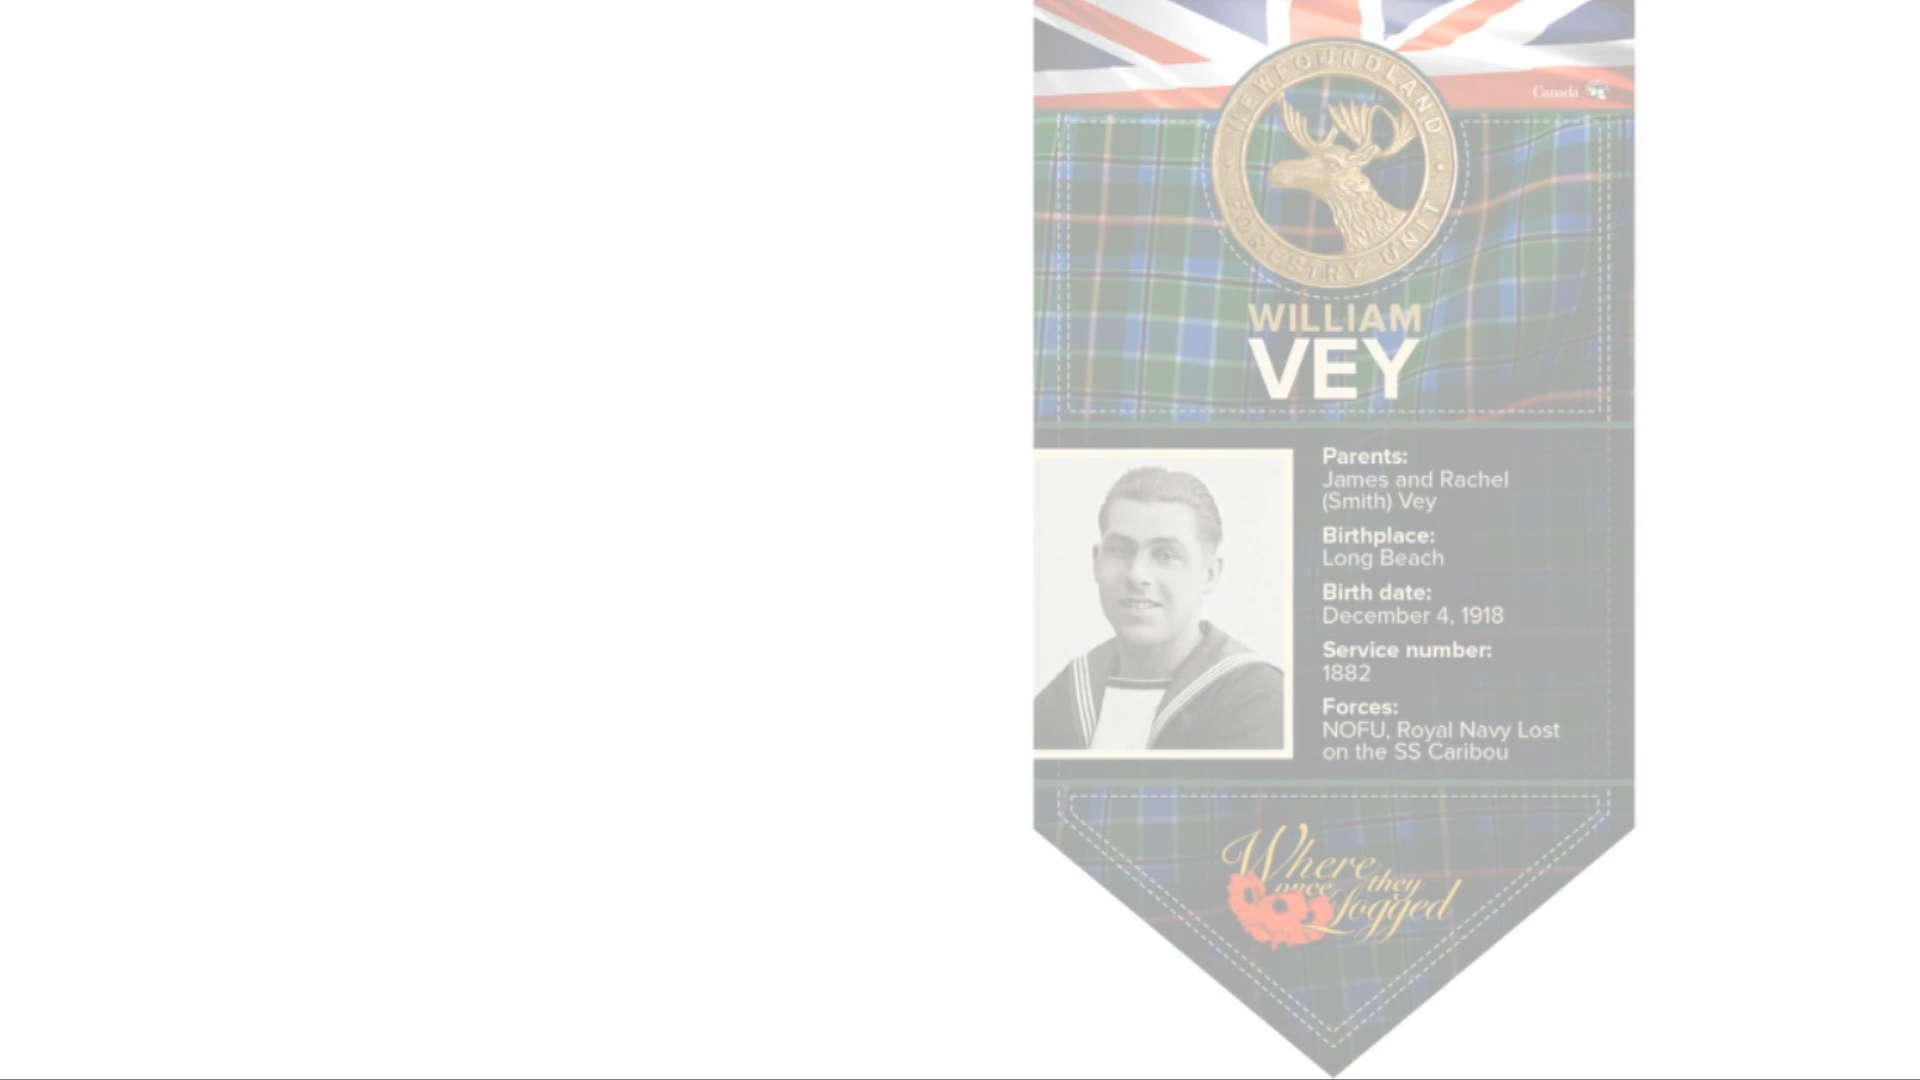 Canada
NEWFOUNDLAND
FORESTRY UNIT
WILLIAM
VEY
Parents:
James and Rachel
(Smith) Vey
Birthplace:
Long Beach
Birth date:
December 4, 1918
Service number:
1882
Forces:
NOFU, Royal Navy Lost
on the SS Caribou
Where
once they
Logged